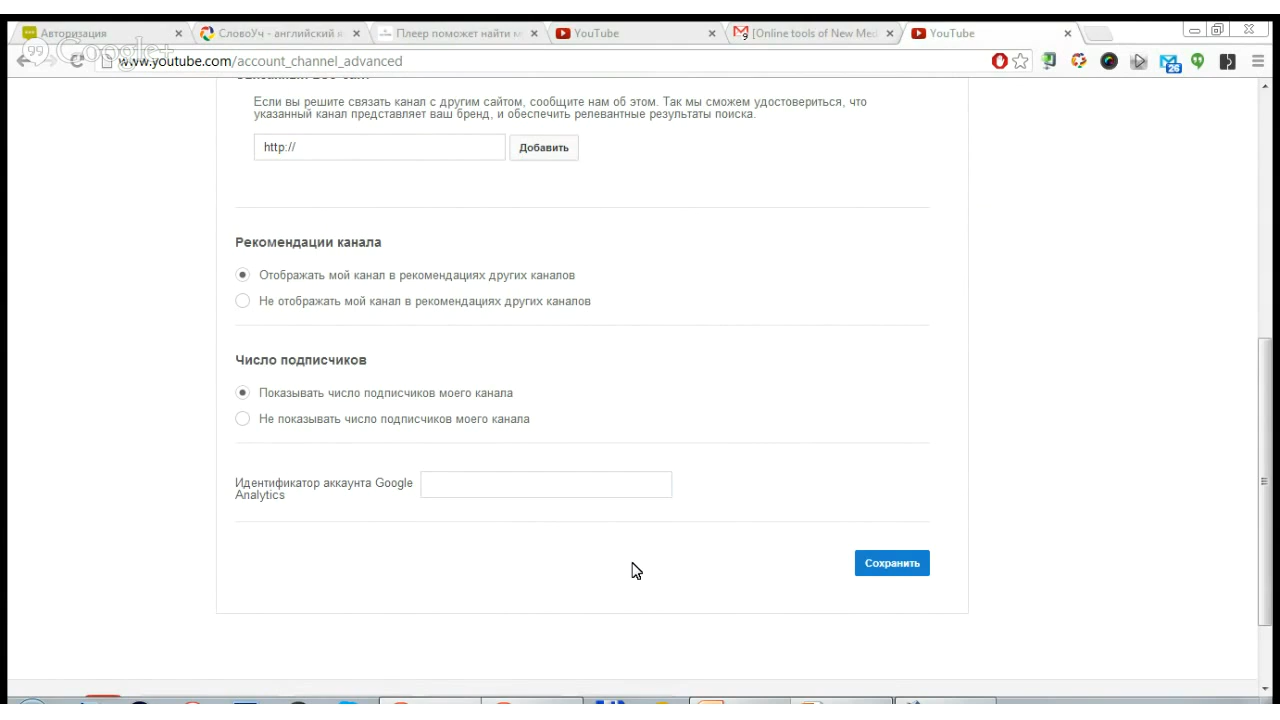 Авторизация
СловоУч - английский я
Плеер поможет найти м
YouTube
[Online tools of New Med
YouTube
99 Google+
www.youtube.com/account_channel_advanced
26
Если вы решите связать канал с другим сайтом, сообщите нам об этом. Так мы сможем удостовериться, что
указанный канал представляет ваш бренд, и обеспечить релевантные результаты поиска.
http://
Добавить
Рекомендации канала
Отображать мой канал в рекомендациях других каналов
Не отображать мой канал в рекомендациях других каналов
Число подписчиков
Показывать число подписчиков моего канала
Не показывать число подписчиков моего канала
Идентификатор аккаунта Google
Analytics
Сохранить